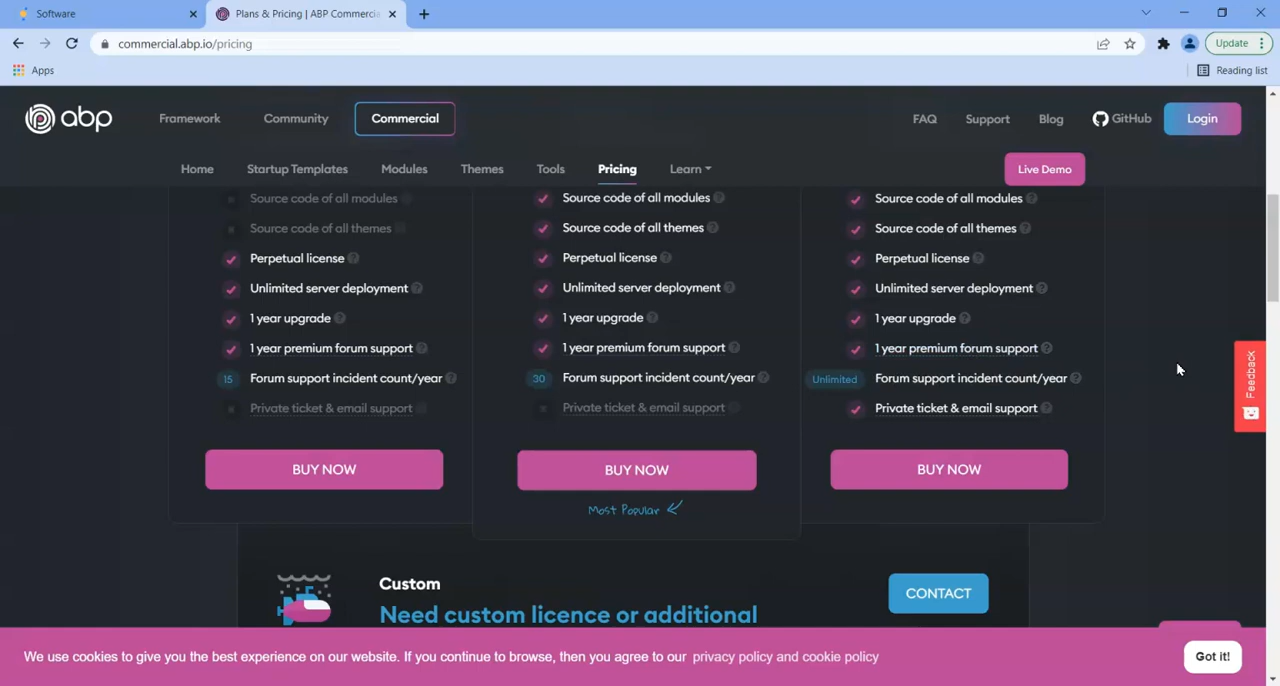 Software
Plans & Pricing | ABP Commercia
commercial.abp.io/pricing
Update
Apps
Reading list
abp
Framework
Community
Commercial
FAQ
Support
Blog
GitHub
Login
Home
Startup Templates
Modules
Themes
Tools
Pricing
Learn
Live Demo
Source code of all modules
Source code of all themes
Perpetual license
Unlimited server deployment
1 year upgrade
1 year premium forum support
15 Forum support incident count/year
Private ticket & email support
BUY NOW
Source code of all modules
Source code of all themes
Perpetual license
Unlimited server deployment
1 year upgrade
1 year premium forum support
30 Forum support incident count/year
Private ticket & email support
BUY NOW
Most Popular
Source code of all modules
Source code of all themes
Perpetual license
Unlimited server deployment
1 year upgrade
1 year premium forum support
Unlimited Forum support incident count/year
Private ticket & email support
BUY NOW
Feedback
Custom
Need custom licence or additional
CONTACT
We use cookies to give you the best experience on our website. If you continue to browse, then you agree to our privacy policy and cookie policy
Got it!